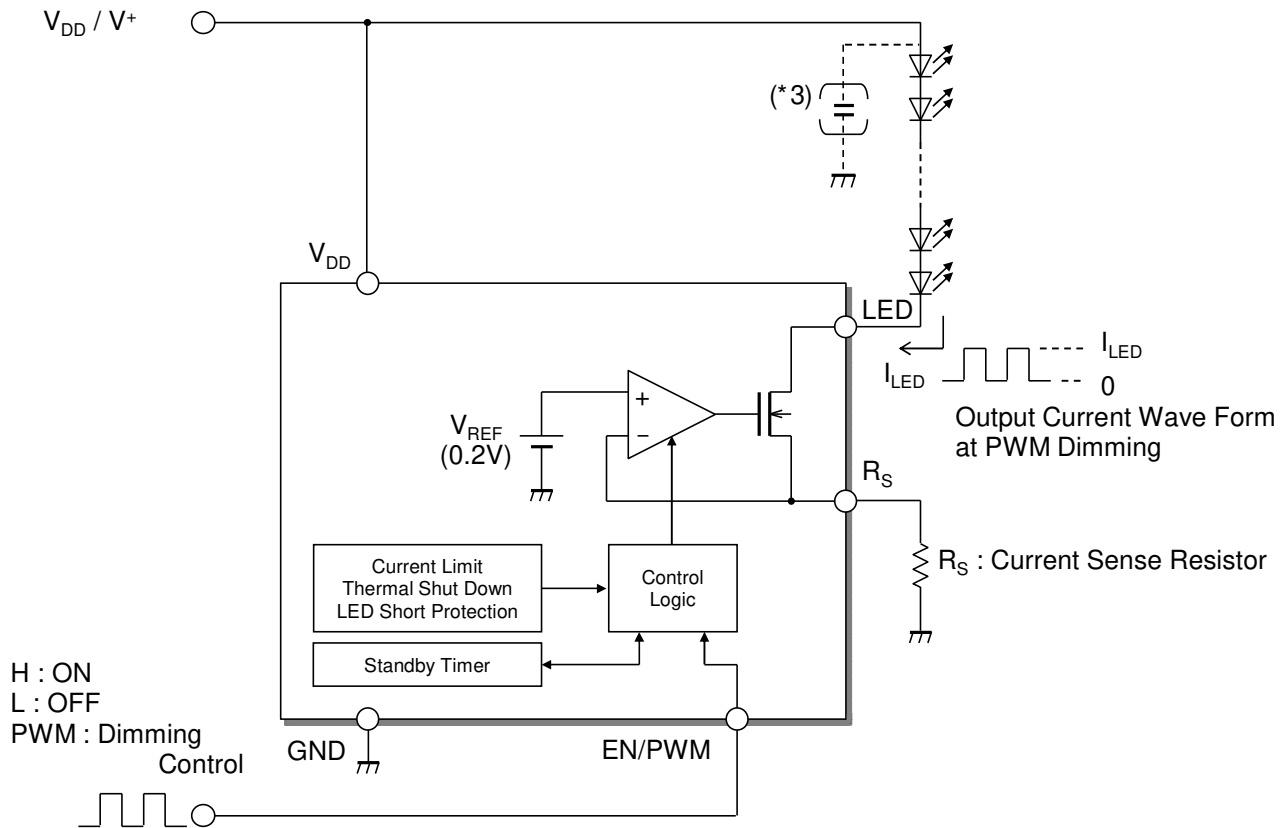 V_DD / V⁺
(*3)
V_DD
LED
I_LED
I_LED
0
Output Current Wave Form
at PWM Dimming
+
−
V_REF
(0.2V)
R_S
R_S : Current Sense Resistor
Current Limit
Thermal Shut Down
LED Short Protection
Control
Logic
Standby Timer
H : ON
L : OFF
PWM : Dimming
Control
GND
EN/PWM